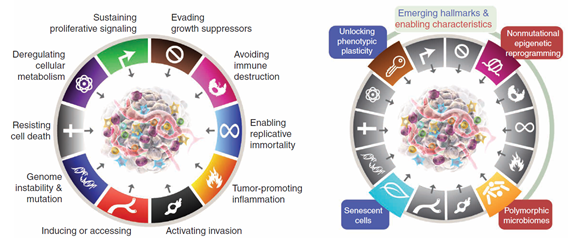 Sustaining
proliferative signaling
Evading
growth suppressors
Deregulating
cellular
metabolism
Avoiding
immune
destruction
Resisting
cell death
Enabling
replicative
immortality
Genome
instability &
mutation
Tumor-promoting
inflammation
Inducing or accessing
Activating invasion
Emerging hallmarks &
enabling characteristics
Unlocking
phenotypic
plasticity
Nonmutational
epigenetic
reprogramming
Senescent
cells
Polymorphic
microbiomes